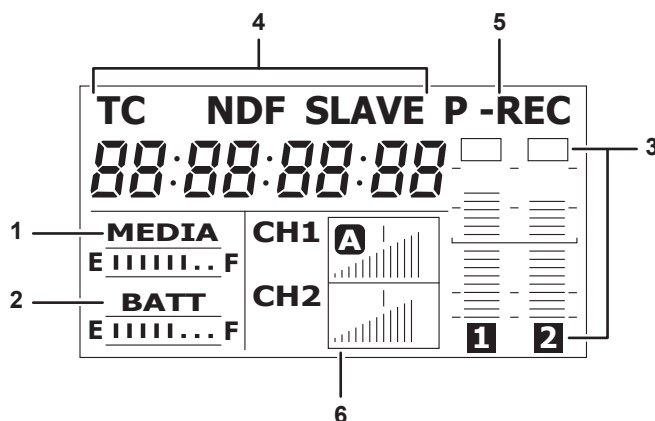 4 5
TC NDF SLAVE P -REC
88:88:88:88
3
1 MEDIA CH1 A
E F
2 BATT CH2
E F
1 2
6